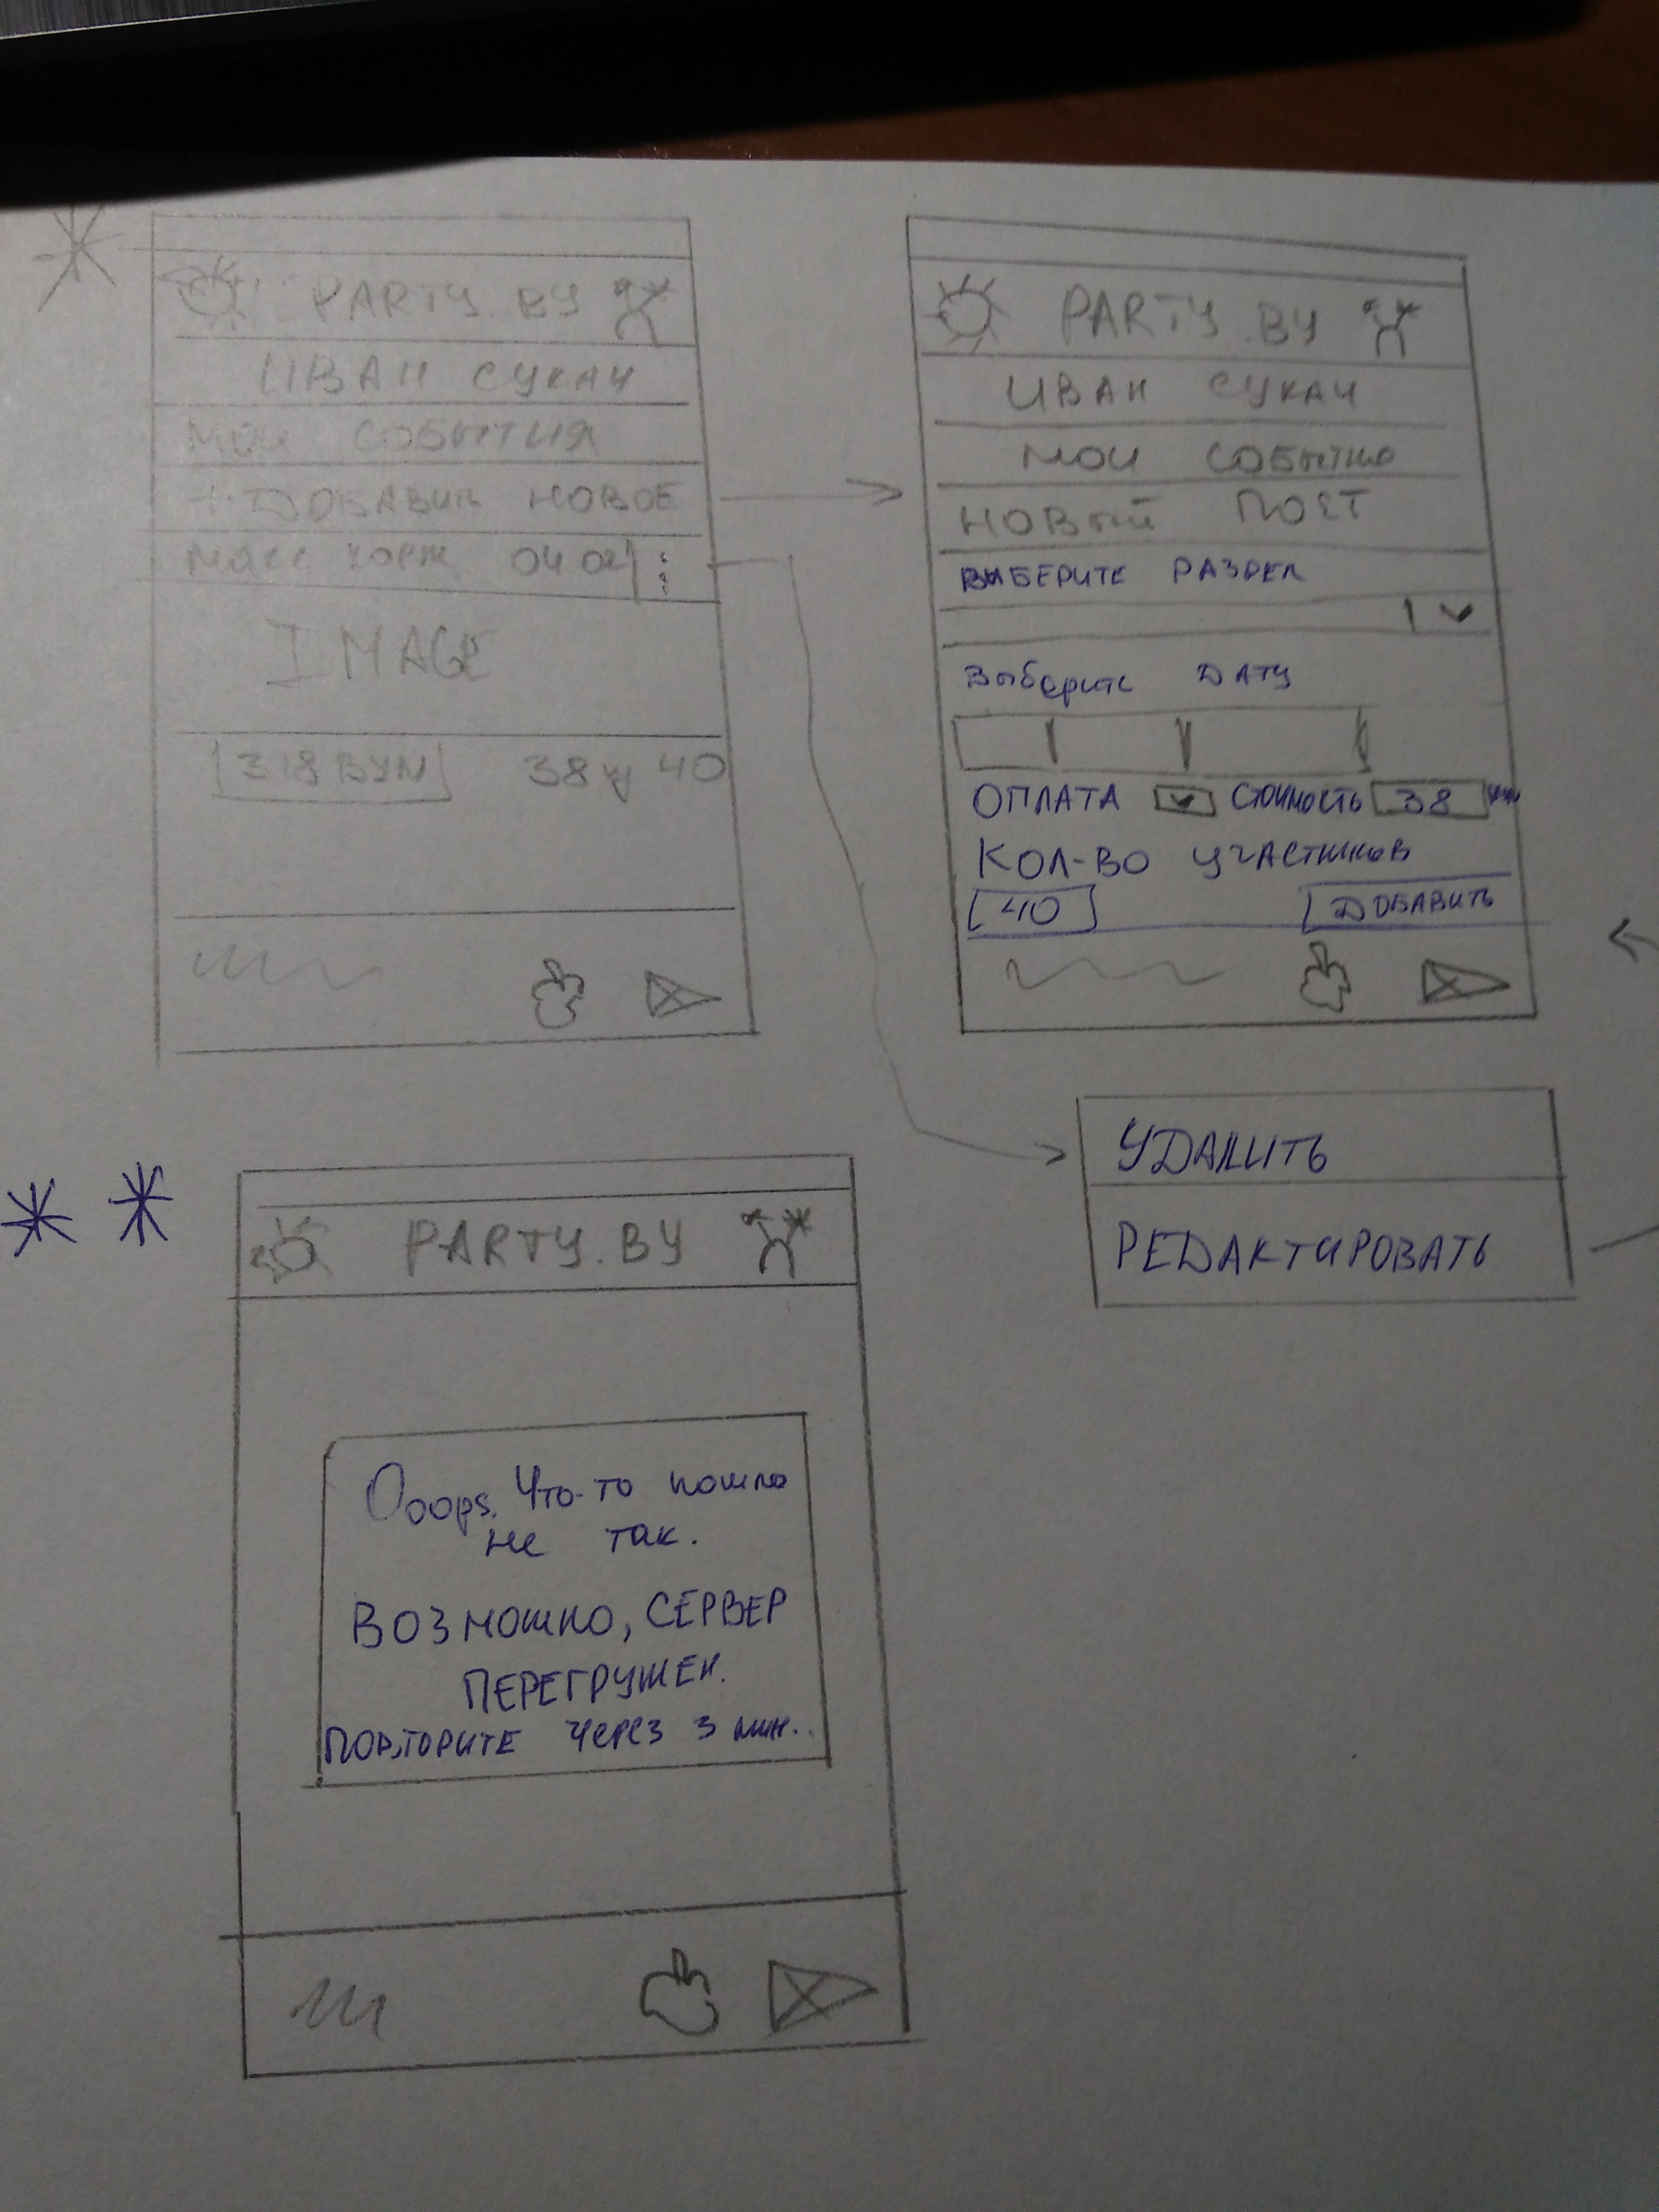 PARTY.BY
ИВАН СУКАЧ
МОИ СОБЫТИЯ
+ ДОБАВИТЬ НОВОЕ
04 02
IMAGE
318 BYN 38 из 40
PARTY.BY
ИВАН СУКАЧ
МОИ СОБЫТИЯ
НОВЫЙ ПОСТ
ВЫБЕРИТЕ РАЗДЕЛ
Выберите ДАТУ
ОПЛАТА СТОИМОСТЬ 38
КОЛ-ВО УЧАСТНИКОВ
40 ДОБАВИТЬ
УДАЛИТЬ
РЕДАКТИРОВАТЬ
PARTY.BY
Ooops. Что-то пошло
не так.
ВОЗМОЖНО, СЕРВЕР
ПЕРЕГРУЖЕН.
ПОВТОРИТЕ ЧЕРЕЗ 3 мин..